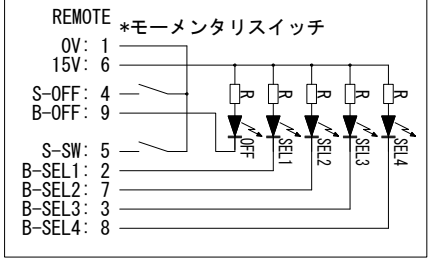 REMOTE *モーメンタリスイッチ
0V: 1
15V: 6
S-OFF: 4
B-OFF: 9
S-SW: 5
B-SEL1: 2
B-SEL2: 7
B-SEL3: 3
B-SEL4: 8
R R R R R
OFF SEL1 SEL2 SEL3 SEL4